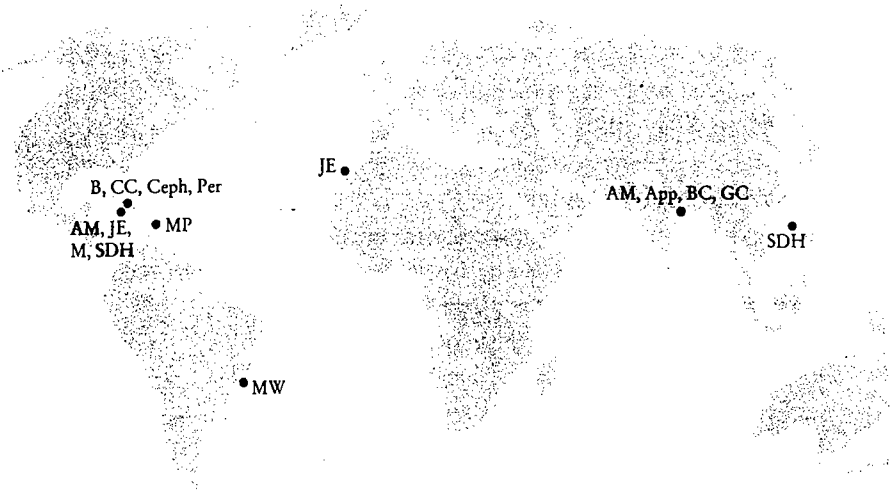 JE
B, CC, Ceph, Per
AM, App, BC, GC
AM, JE,
M, SDH
MP
SDH
MW